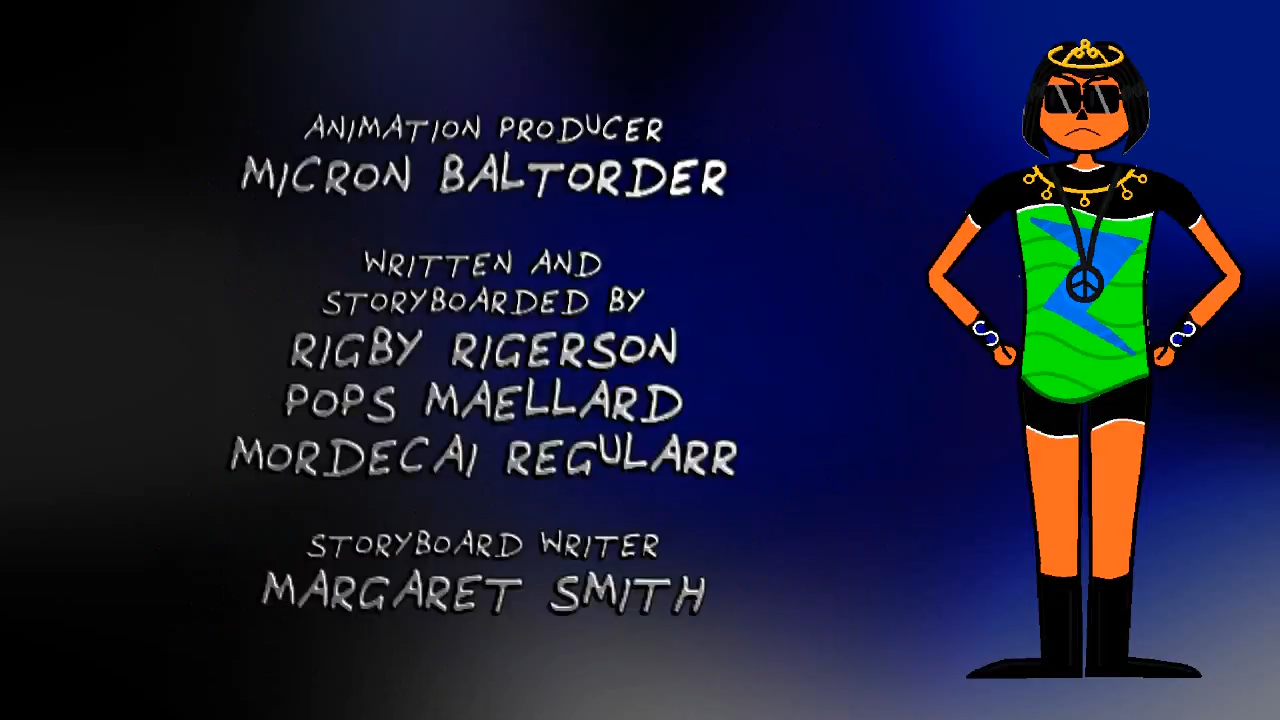 ANIMATION PRODUCER
MICRON BALTORDER
WRITTEN AND
STORYBOARDED BY
RIGBY RIGERSON
POPS MAELLARD
MORDECAI REGULARR
STORYBOARD WRITER
MARGARET SMITH